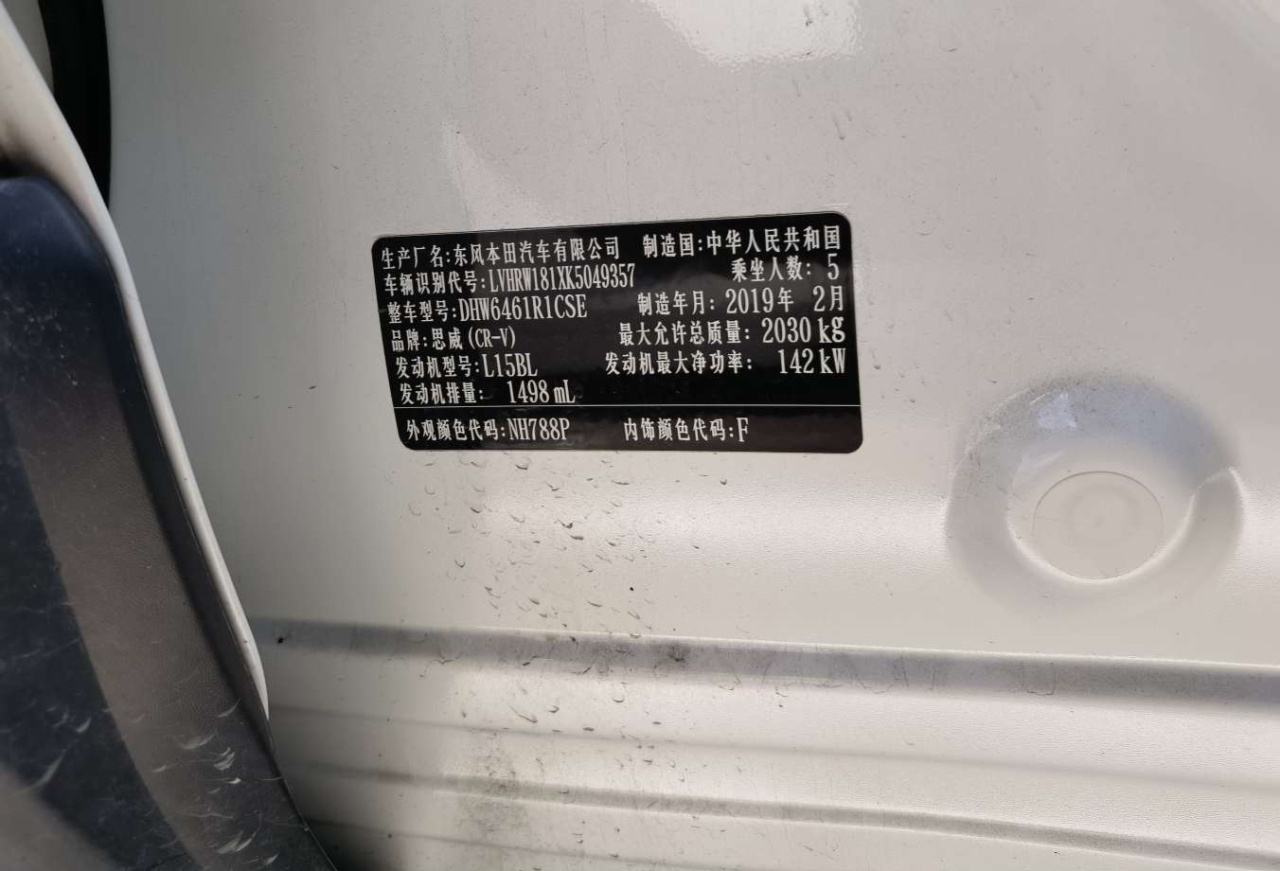 生产厂名:东风本田汽车有限公司 制造国:中华人民共和国
车辆识别代号:LVHRW181XK5049357 乘坐人数: 5
整车型号:DHW6461R1CSE 制造年月: 2019年 2月
品牌:思威(CR-V) 最大允许总质量: 2030 kg
发动机型号:L15BL 发动机最大净功率: 142 kW
发动机排量: 1498 mL
外观颜色代码:NH788P 内饰颜色代码:F